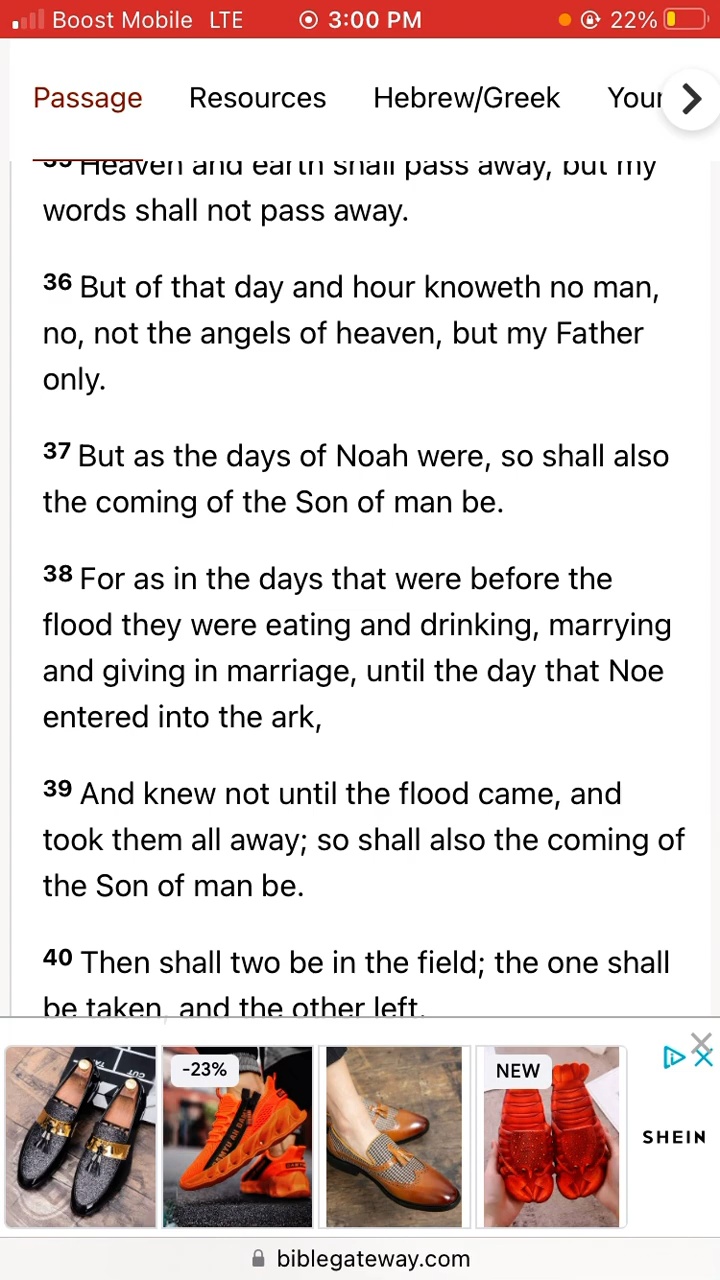 Boost Mobile LTE 3:00 PM 22%
Passage Resources Hebrew/Greek Your
35 Heaven and earth shall pass away, but my
words shall not pass away.
36 But of that day and hour knoweth no man,
no, not the angels of heaven, but my Father
only.
37 But as the days of Noah were, so shall also
the coming of the Son of man be.
38 For as in the days that were before the
flood they were eating and drinking, marrying
and giving in marriage, until the day that Noe
entered into the ark,
39 And knew not until the flood came, and
took them all away; so shall also the coming of
the Son of man be.
40 Then shall two be in the field; the one shall
be taken, and the other left.
-23%
NEW
SHEIN
biblegateway.com